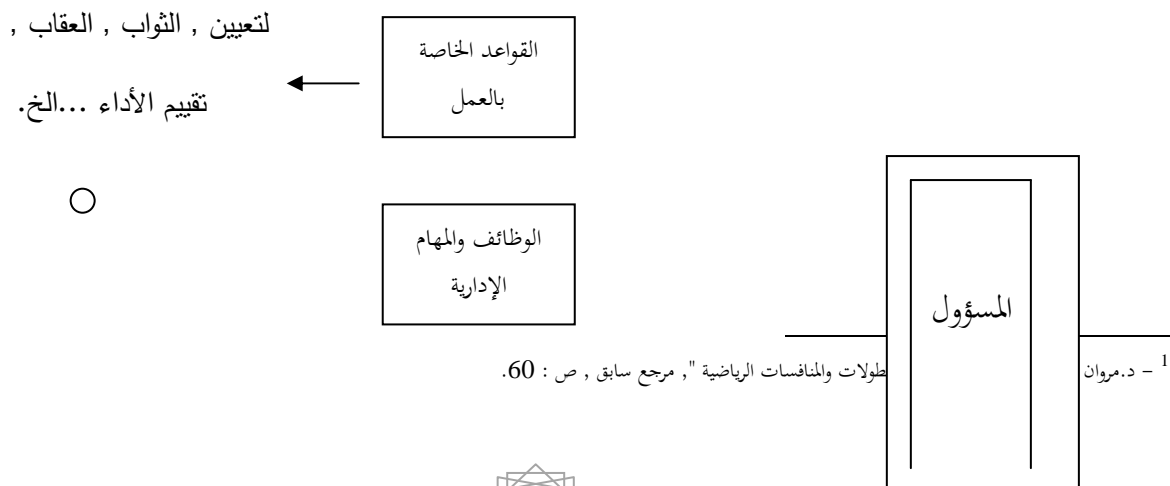 لتعيين , الثواب , العقاب ,
تقييم الأداء ...الخ.
القواعد الخاصة
بالعمل
الوظائف والمهام
الإدارية
المسؤول
1 – د.مروان
طولات والمنافسات الرياضية ", مرجع سابق , ص : 60.